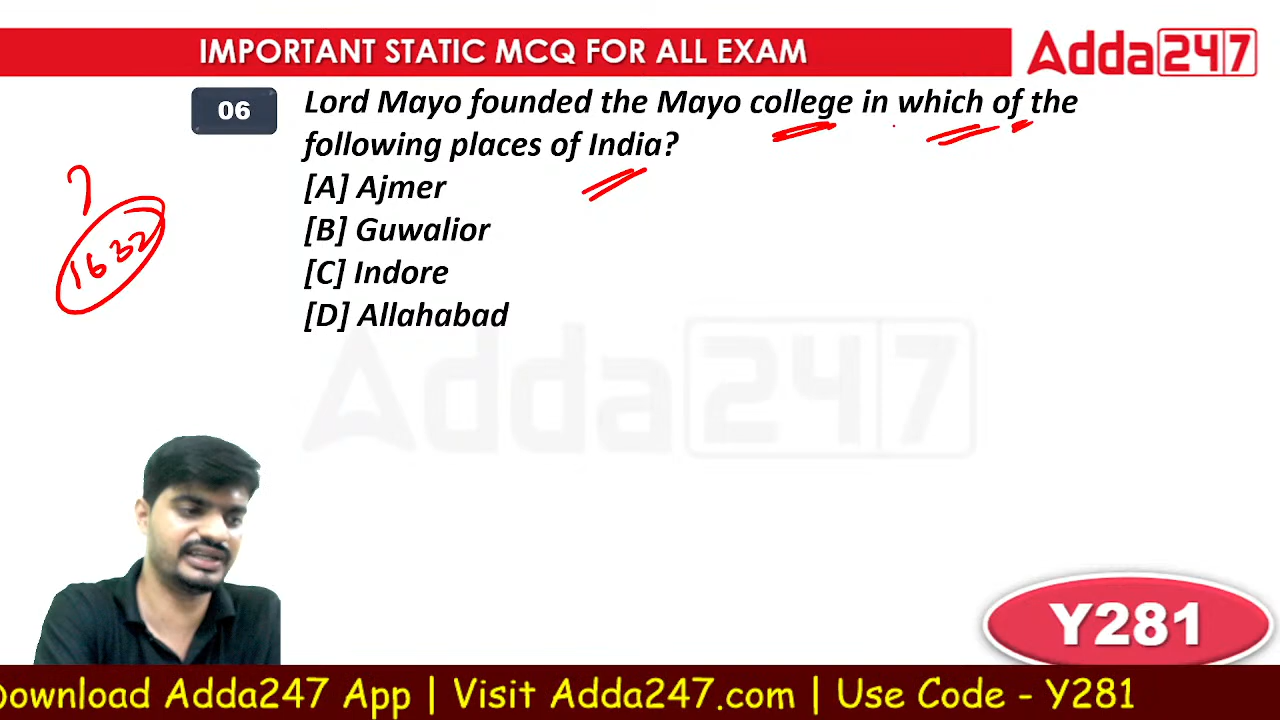 IMPORTANT STATIC MCQ FOR ALL EXAM
Adda247
06
Lord Mayo founded the Mayo college in which of the
following places of India?
[A] Ajmer
[B] Guwalior
[C] Indore
[D] Allahabad
?
1632
Adda247
Y281
Download Adda247 App | Visit Adda247.com | Use Code - Y281